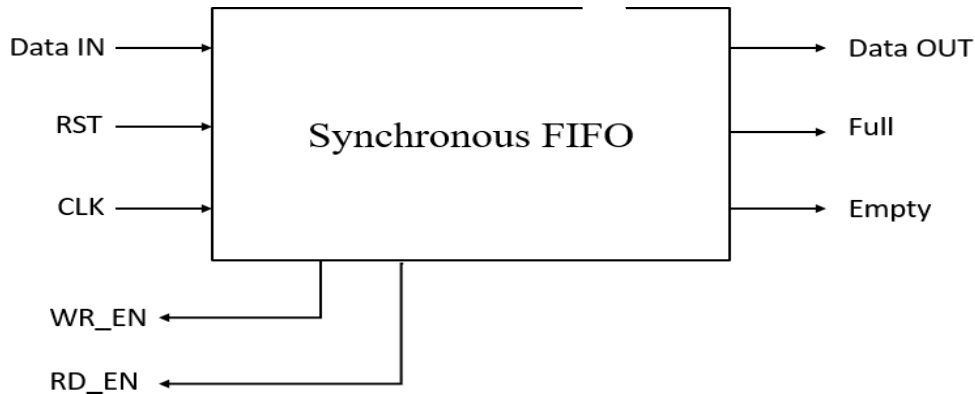 Data IN
RST
CLK
Synchronous FIFO
Data OUT
Full
Empty
WR_EN
RD_EN